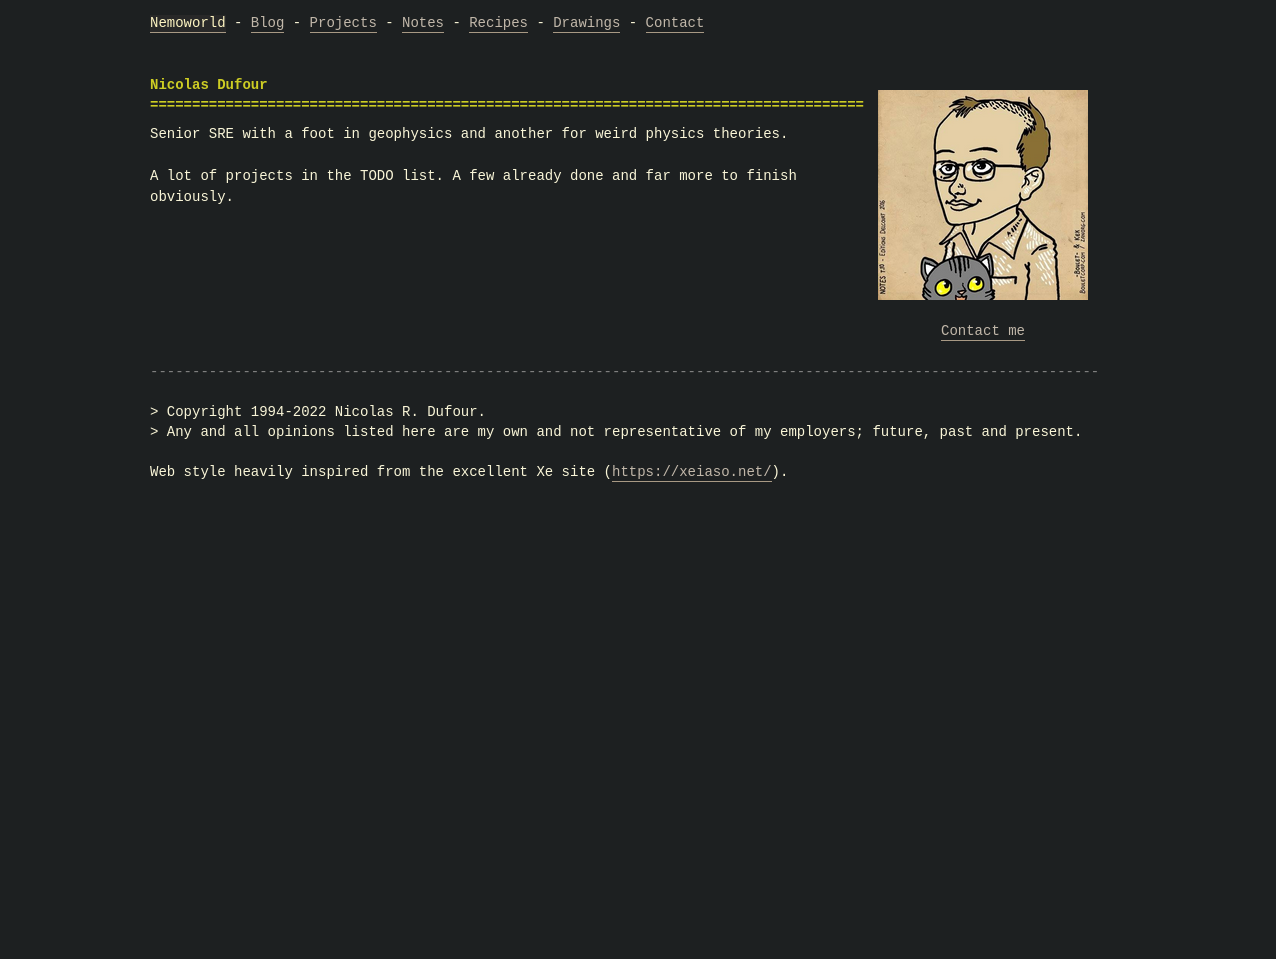 Nemoworld - Blog - Projects - Notes - Recipes - Drawings - Contact
Nicolas Dufour
=====================================================================================
Senior SRE with a foot in geophysics and another for weird physics theories.
A lot of projects in the TODO list. A few already done and far more to finish
obviously.
Contact me
> Copyright 1994-2022 Nicolas R. Dufour.
> Any and all opinions listed here are my own and not representative of my employers; future, past and present.
Web style heavily inspired from the excellent Xe site (https://xeiaso.net/).